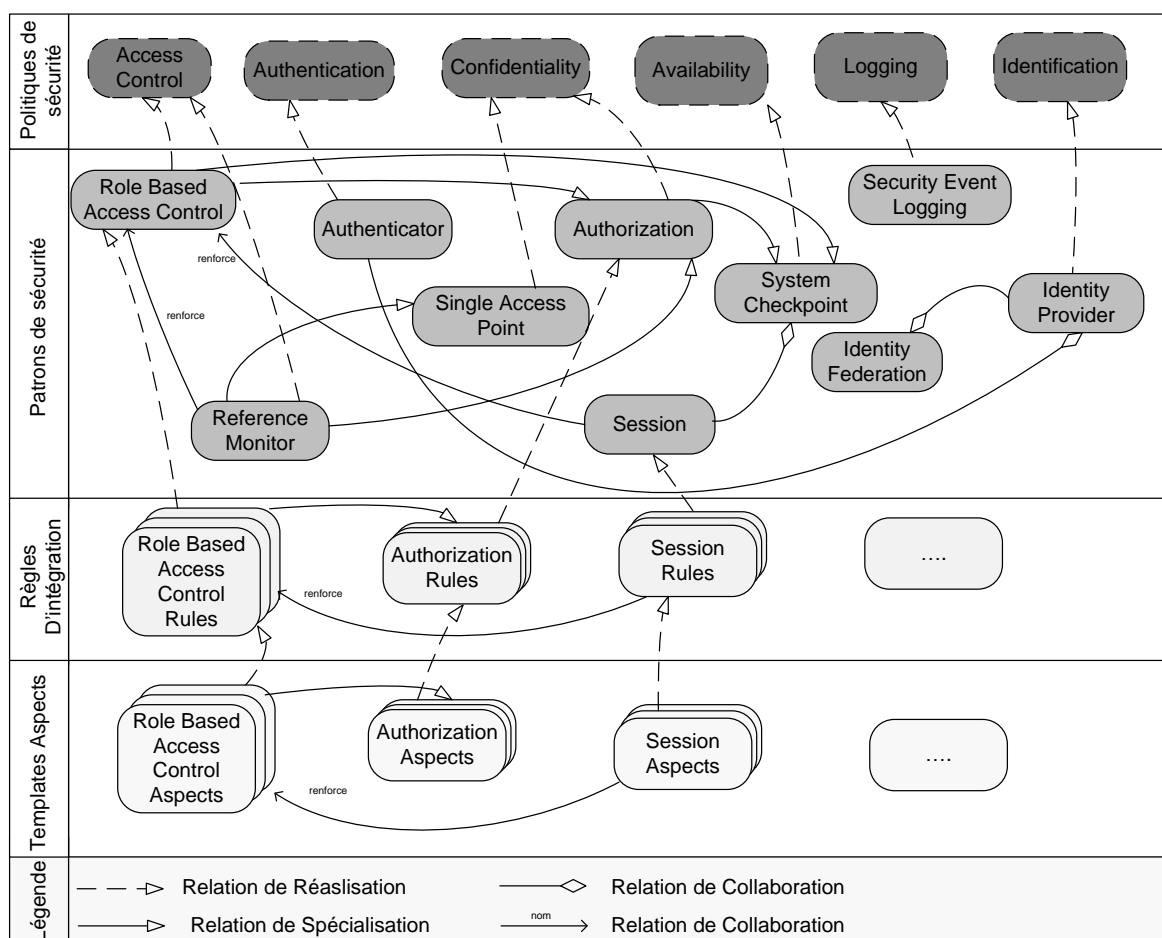 Politiques de
sécurité
Access
Control
Authentication
Confidentiality
Availability
Logging
Identification
Patrons de sécurité
Role Based
Access Control
Authenticator
Authorization
Security Event
Logging
renforce
System
Checkpoint
Identity
Provider
Single Access
Point
renforce
Identity
Federation
Reference
Monitor
Session
Règles
D'intégration
Role Based
Access
Control
Rules
Authorization
Rules
Session
Rules
....
renforce
Templates Aspects
Role Based
Access
Control
Aspects
Authorization
Aspects
Session
Aspects
....
renforce
Légende
Relation de Réaslisation
Relation de Collaboration
Relation de Spécialisation
nom
Relation de Collaboration